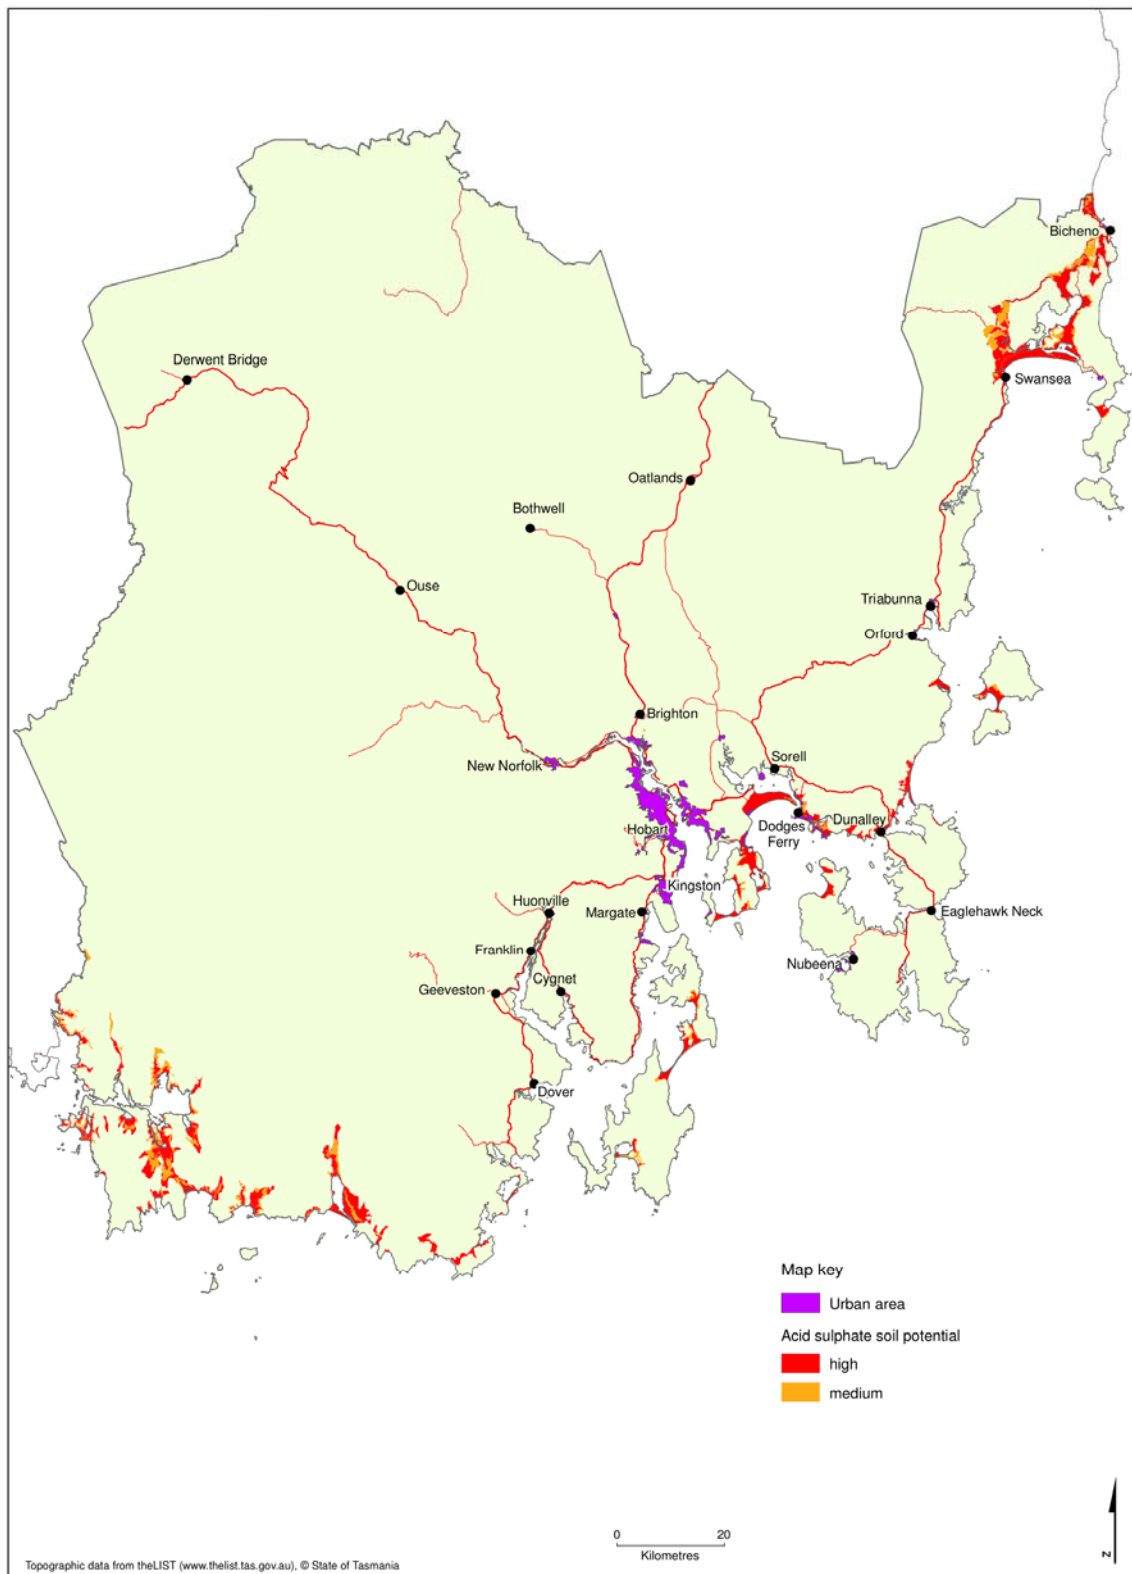 Bicheno
Derwent Bridge
Swansea
Oatlands
Bothwell
Ouse
Triabunna
Orford
Brighton
New Norfolk
Sorell
Hobart
Dodges
Ferry
Dunalley
Kingston
Huonville
Margate
Eaglehawk Neck
Franklin
Nubeena
Cygnet
Geeveston
Dover
Map key
Urban area
Acid sulphate soil potential
high
medium
0 20
Kilometres
N
Topographic data from theLIST (www.thelist.tas.gov.au), © State of Tasmania